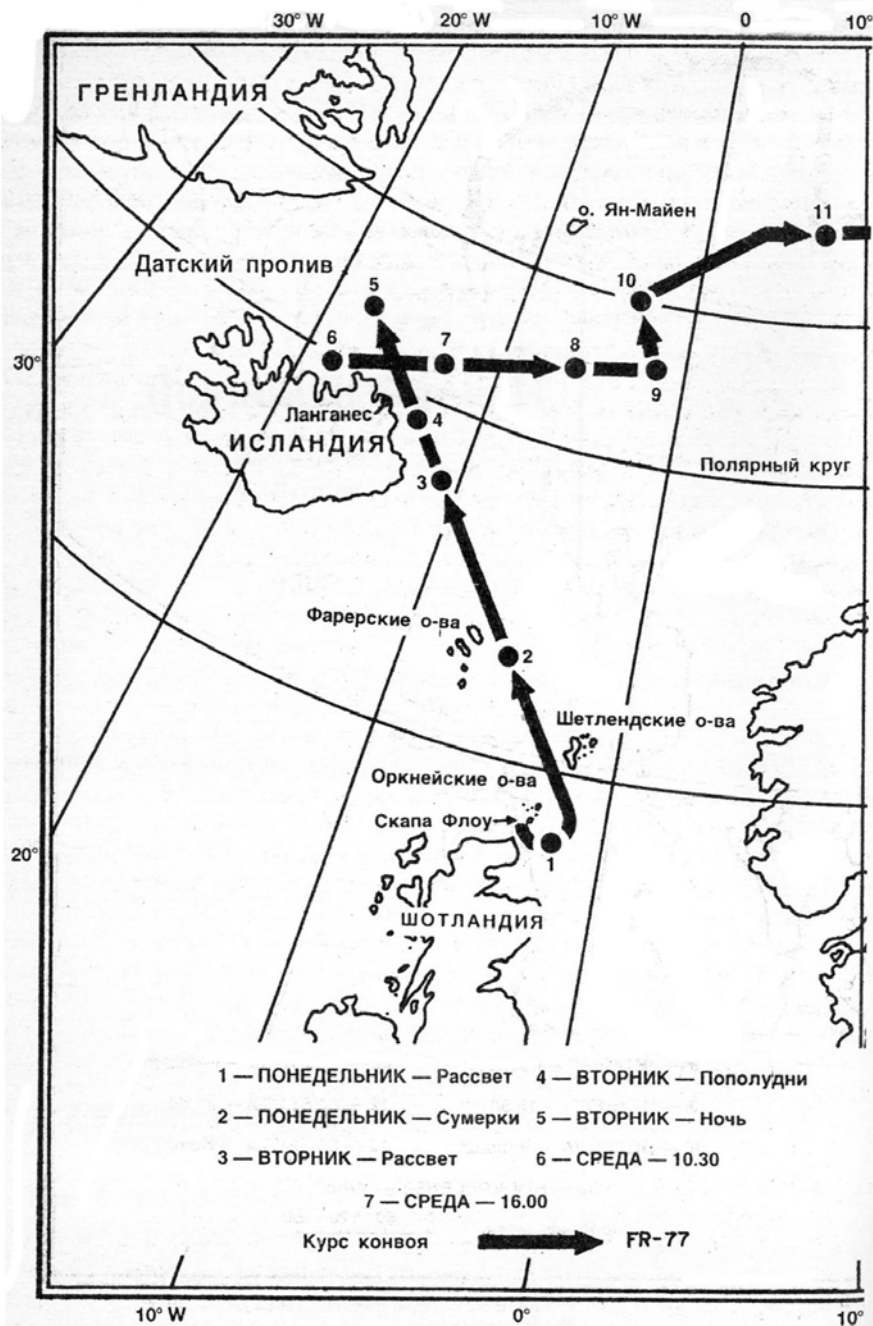 30° W 20° W 10° W 0 10°
ГРЕНЛАНДИЯ
о. Ян-Майен
11
Датский пролив
10
5
30°
6 7 8 9
Ланганес 4
ИСЛАНДИЯ
Полярный круг
3
Фарерские о-ва
2
Шетлендские о-ва
Оркнейские о-ва
Скапа Флоу
20°
1
ШОТЛАНДИЯ
1 — ПОНЕДЕЛЬНИК — Рассвет 4 — ВТОРНИК — Пополудни
2 — ПОНЕДЕЛЬНИК — Сумерки 5 — ВТОРНИК — Ночь
3 — ВТОРНИК — Рассвет 6 — СРЕДА — 10.30
7 — СРЕДА — 16.00
Курс конвоя FR-77
10° W 0° 10°